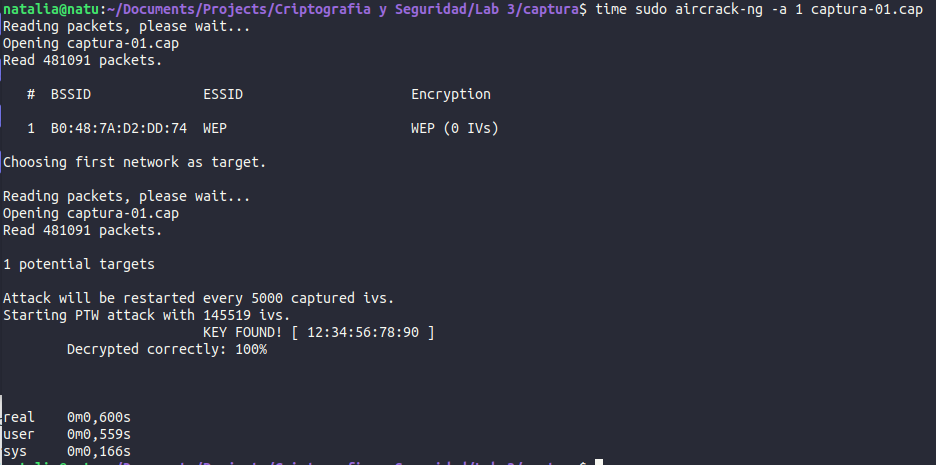 natalia@natu:~/Documents/Projects/Criptografia y Seguridad/Lab 3/captura$ time sudo aircrack-ng -a 1 captura-01.cap
Reading packets, please wait...
Opening captura-01.cap
Read 481091 packets.
# BSSID ESSID Encryption
1 B0:48:7A:D2:DD:74 WEP WEP (0 IVs)
Choosing first network as target.
Reading packets, please wait...
Opening captura-01.cap
Read 481091 packets.
1 potential targets
Attack will be restarted every 5000 captured ivs.
Starting PTW attack with 145519 ivs.
KEY FOUND! [ 12:34:56:78:90 ]
Decrypted correctly: 100%
real 0m0,600s
user 0m0,559s
sys 0m0,166s